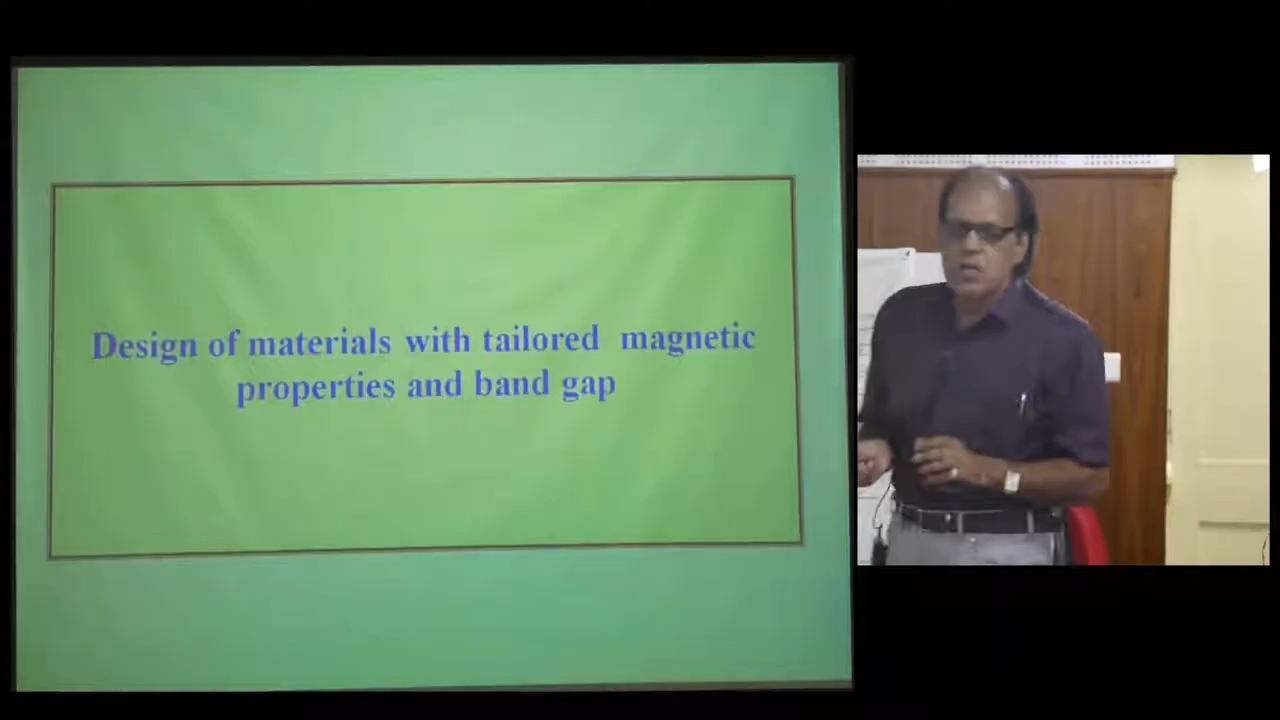 Design of materials with tailored magnetic
properties and band gap